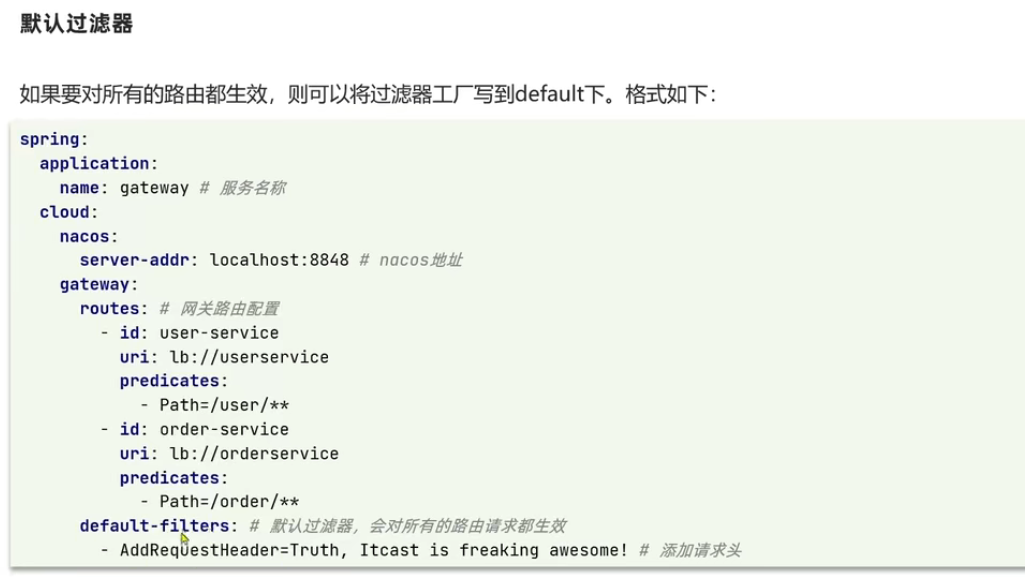 默认过滤器
如果要对所有的路由都生效，则可以将过滤器工厂写到default下。格式如下：
spring:
  application:
    name: gateway # 服务名称
  cloud:
    nacos:
      server-addr: localhost:8848 # nacos地址
    gateway:
      routes: # 网关路由配置
        - id: user-service
          uri: lb://userservice
          predicates:
            - Path=/user/**
        - id: order-service
          uri: lb://orderservice
          predicates:
            - Path=/order/**
      default-filters: # 默认过滤器，会对所有的路由请求都生效
        - AddRequestHeader=Truth, Itcast is freaking awesome! # 添加请求头